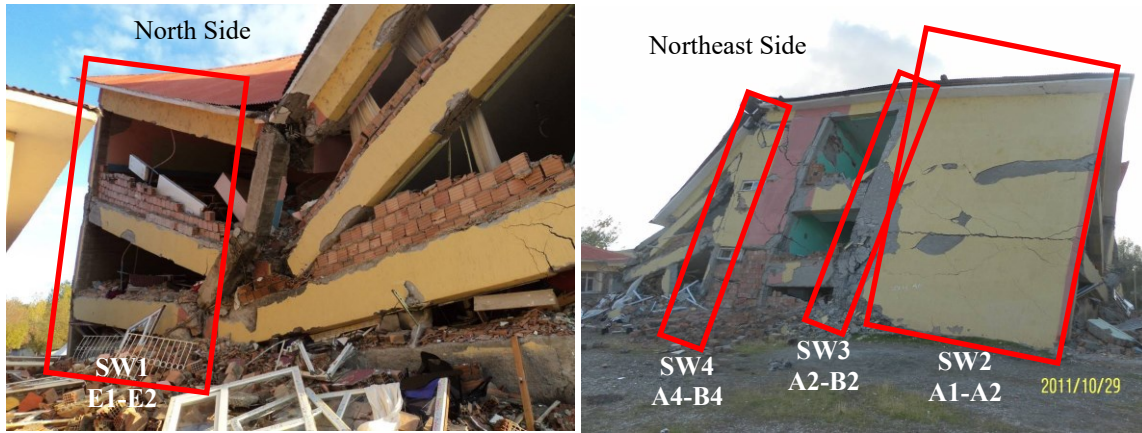 North Side
SW1
E1-E2
Northeast Side
SW4
A4-B4
SW3
A2-B2
SW2
A1-A2
2011/10/29